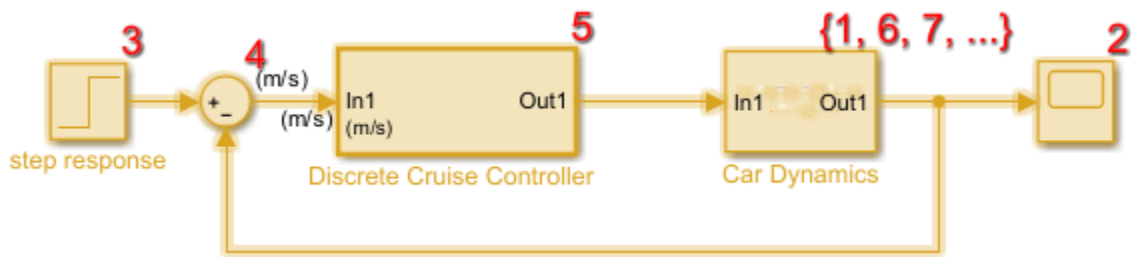 3
4
5
{1, 6, 7, ...}
2
+
−
(m/s)
(m/s)
In1
Out1
(m/s)
In1
Out1
step response
Discrete Cruise Controller
Car Dynamics